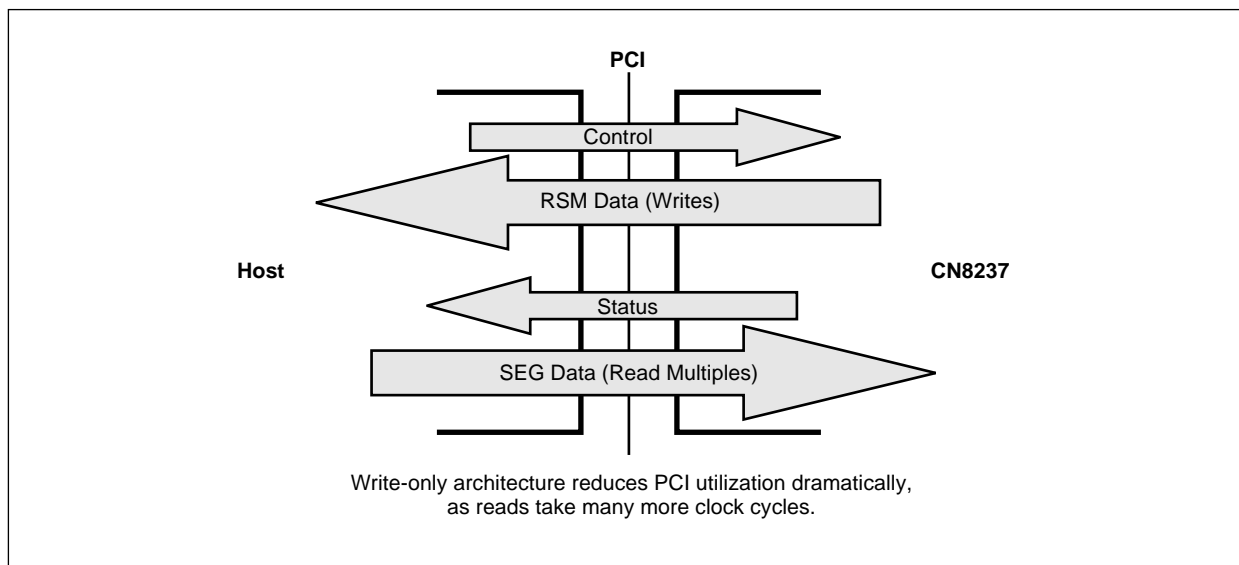 PCI
Control
RSM Data (Writes)
Host
CN8237
Status
SEG Data (Read Multiples)
Write-only architecture reduces PCI utilization dramatically,
as reads take many more clock cycles.